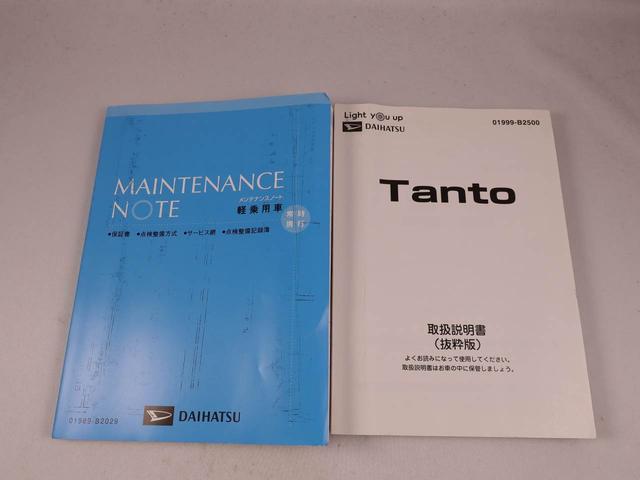 MAINTENANCE
NOTE
メンテナンスノート
軽乗用車
常時
携行
●保証書 ●点検整備方式 ●サービス網 ●点検整備記録簿
DAIHATSU
01989-B2029
Light you up
DAIHATSU
01999-B2500
Tanto
取扱説明書
(抜粋版)
よくお読みになって使用してください。
取扱説明書はお車の中に保管しましょう。